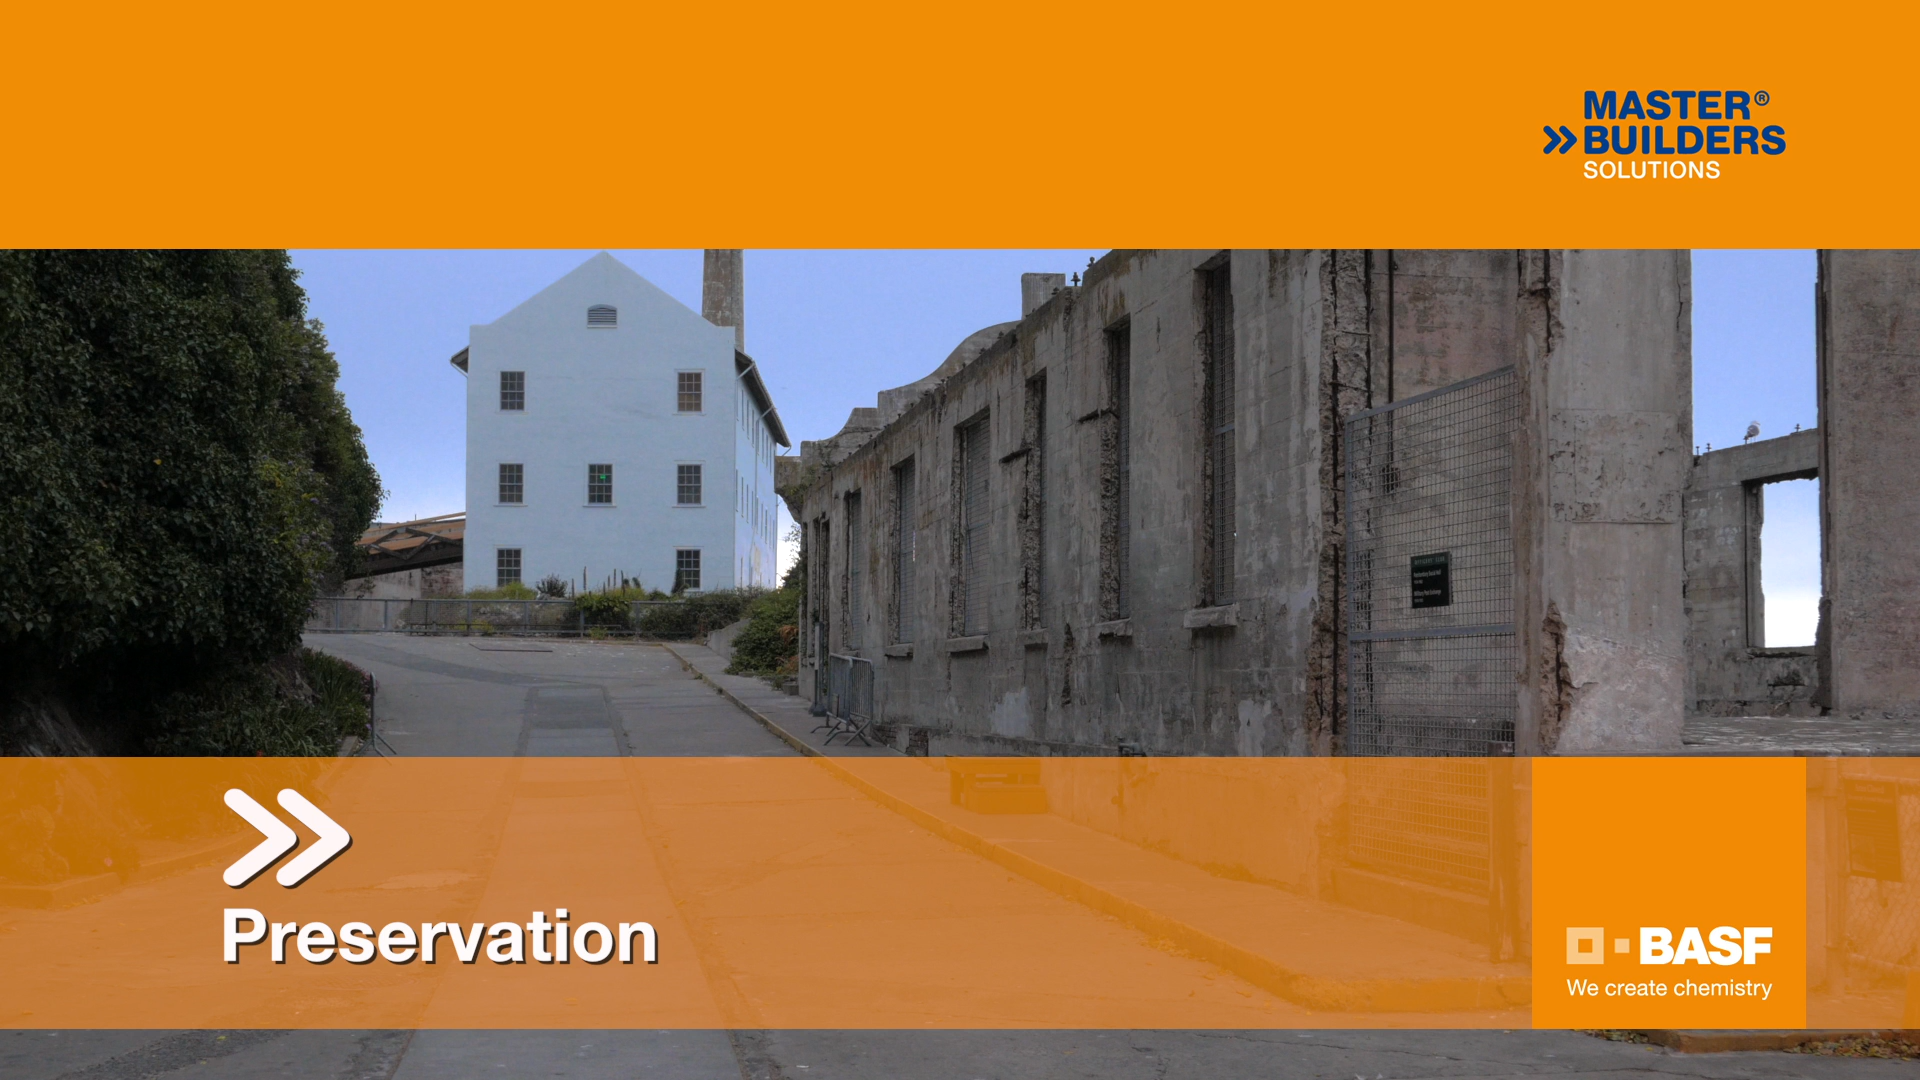 MASTER®
BUILDERS
SOLUTIONS
Preservation
BASF
We create chemistry